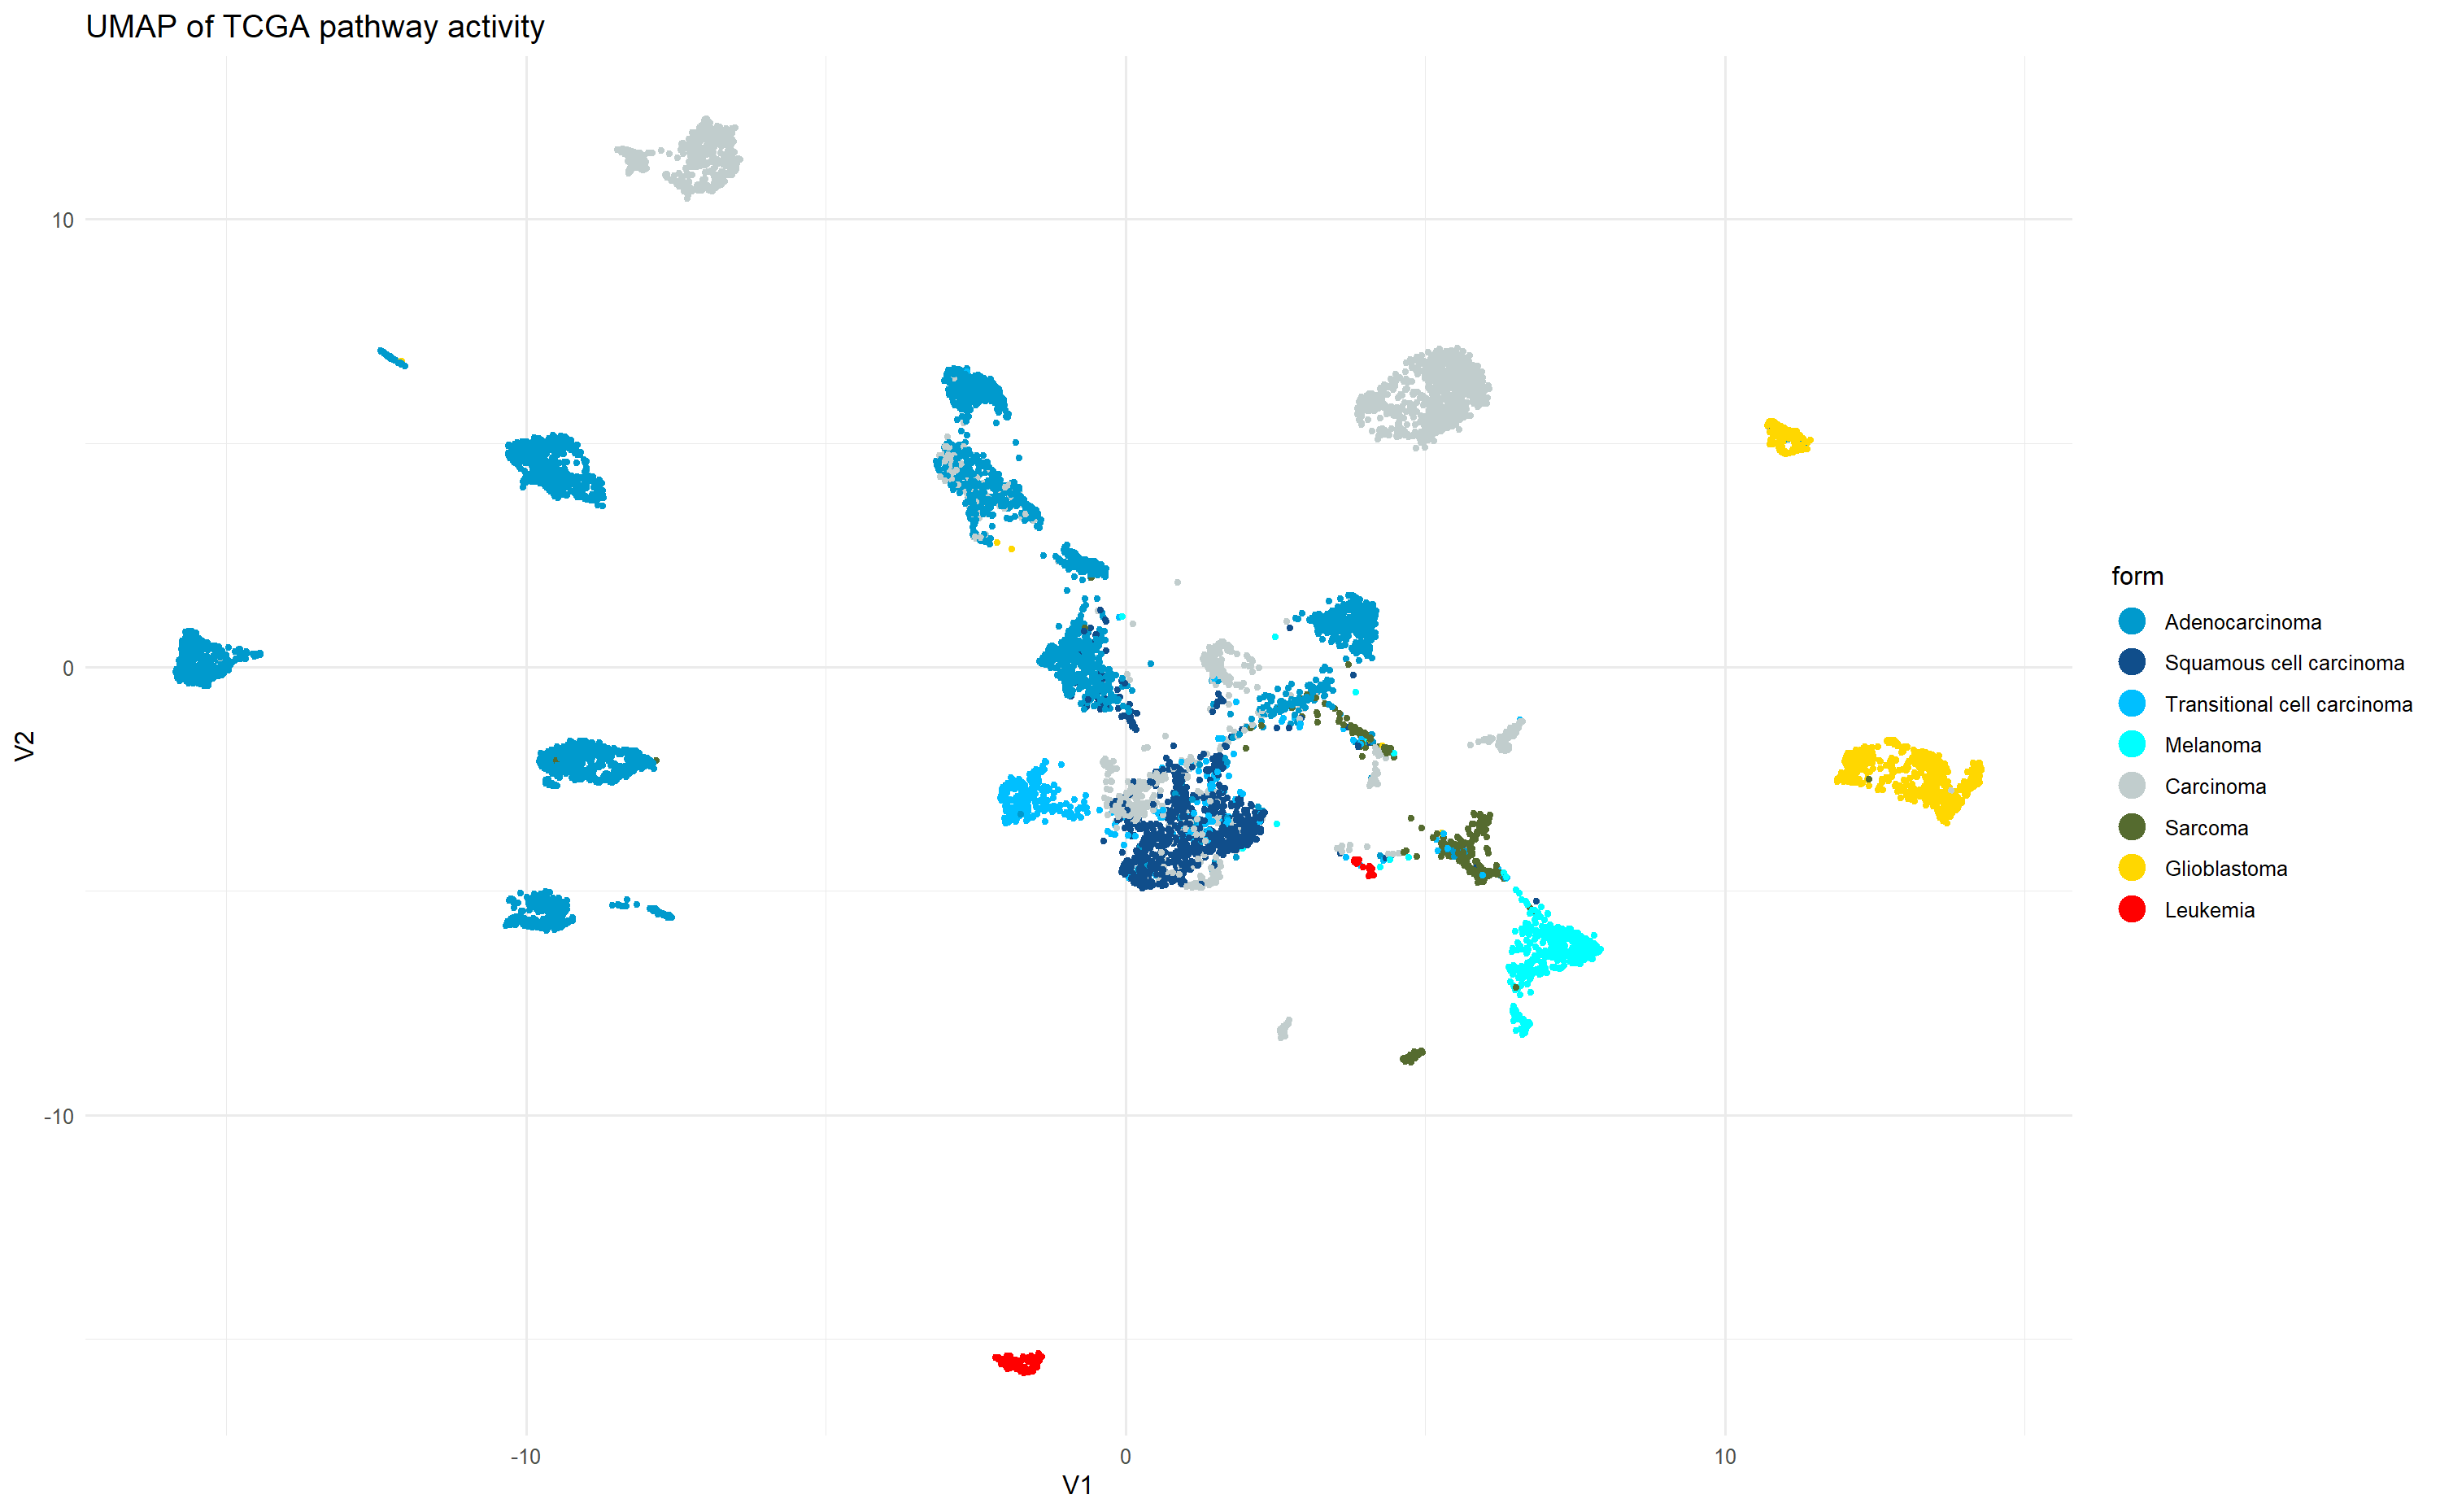 UMAP of TCGA pathway activity
10
0
-10
V2
-10
0
10
V1
form
Adenocarcinoma
Squamous cell carcinoma
Transitional cell carcinoma
Melanoma
Carcinoma
Sarcoma
Glioblastoma
Leukemia